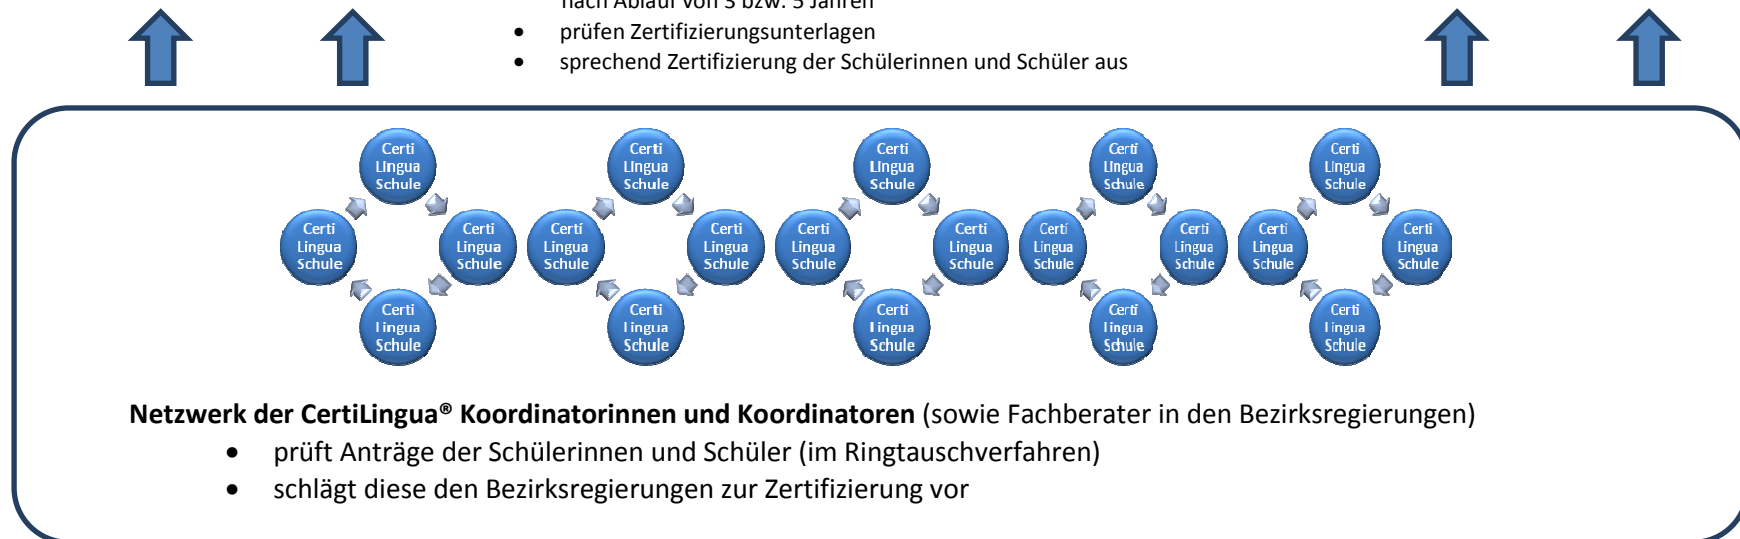 nach Ablauf von 3 bzw. 5 Jahren
• prüfen Zertifizierungsunterlagen
• sprechend Zertifizierung der Schülerinnen und Schüler aus
Certi Certi Certi Certi Certi
Lingua Lingua Lingua Lingua Lingua
Schule Schule Schule Schule Schule
Certi Certi Certi Certi Certi Certi Certi Certi Certi Certi
Lingua Lingua Lingua Lingua Lingua Lingua Lingua Lingua Lingua Lingua
Schule Schule Schule Schule Schule Schule Schule Schule Schule Schule
Certi Certi Certi Certi Certi
Lingua Lingua Lingua Lingua Lingua
Schule Schule Schule Schule Schule
Netzwerk der CertiLingua® Koordinatorinnen und Koordinatoren (sowie Fachberater in den Bezirksregierungen)
• prüft Anträge der Schülerinnen und Schüler (im Ringtauschverfahren)
• schlägt diese den Bezirksregierungen zur Zertifizierung vor